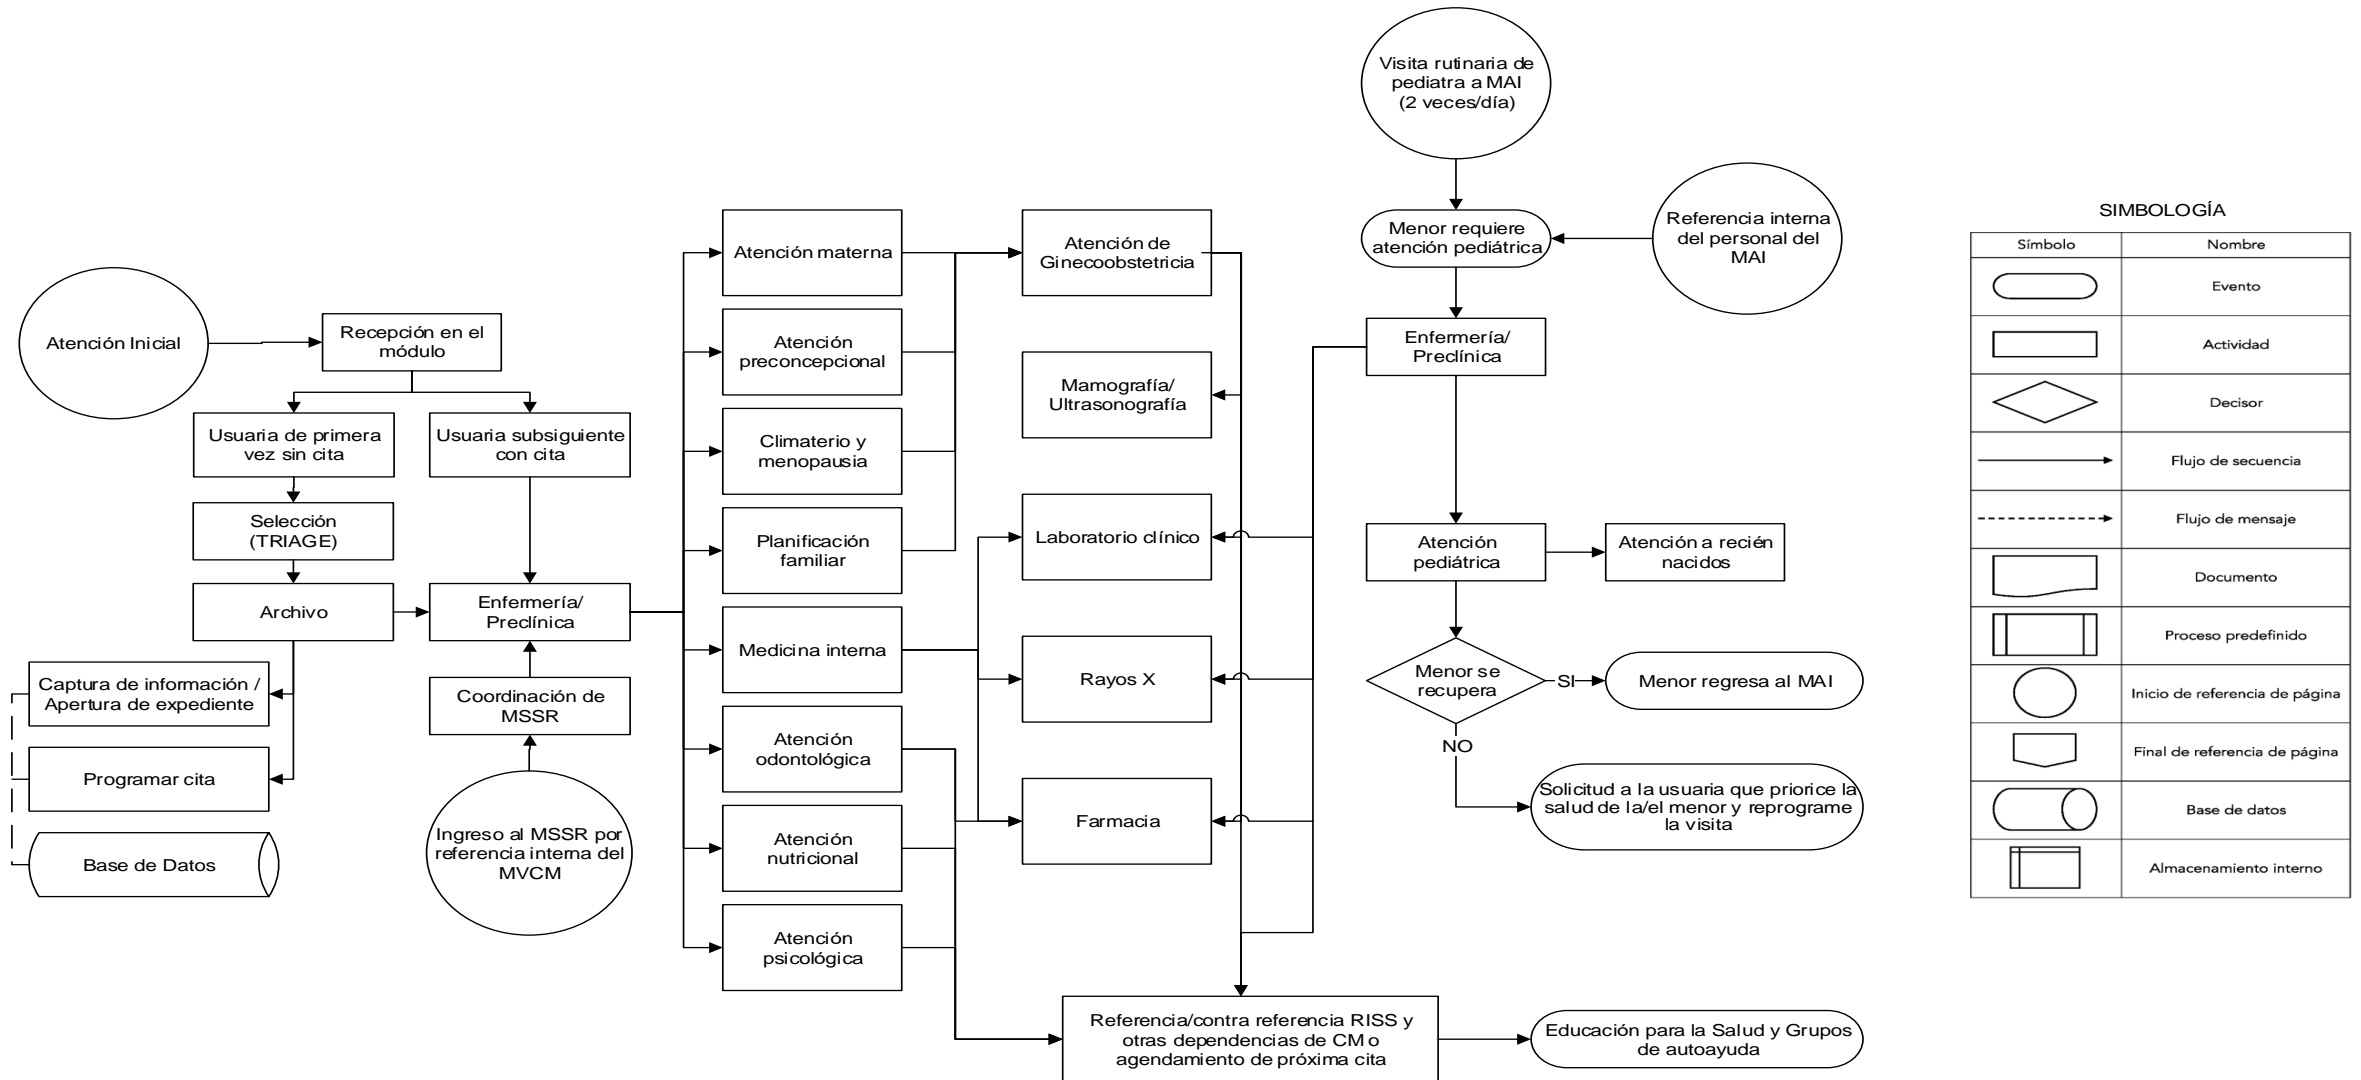 Visita rutinaria de
pediatra a MAI
(2 veces/día)
Referencia interna
del personal del
MAI
Menor requiere
atención pediátrica
Atención Inicial
Recepción en el
módulo
Usuaria de primera
vez sin cita
Usuaria subsiguiente
con cita
Selección
(TRIAGE)
Archivo
Enfermería/
Preclínica
Captura de información /
Apertura de expediente
Programar cita
Base de Datos
Coordinación de
MSSR
Ingreso al MSSR por
referencia interna del
MVCM
Atención materna
Atención
preconcepcional
Climaterio y
menopausia
Planificación
familiar
Medicina interna
Atención
odontológica
Atención
nutricional
Atención
psicológica
Atención de
Ginecoobstetricia
Mamografía/
Ultrasonografía
Laboratorio clínico
Rayos X
Farmacia
Referencia/contra referencia RISS y
otras dependencias de CM o
agendamiento de próxima cita
Enfermería/
Preclínica
Atención
pediátrica
Atención a recién
nacidos
Menor se
recupera
SI
Menor regresa al MAI
NO
Solicitud a la usuaria que priorice la
salud de la/el menor y reprograme
la visita
Educación para la Salud y Grupos
de autoayuda
SIMBOLOGÍA
Símbolo Nombre
Evento
Actividad
Decisor
Flujo de secuencia
Flujo de mensaje
Documento
Proceso predefinido
Inicio de referencia de página
Final de referencia de página
Base de datos
Almacenamiento interno